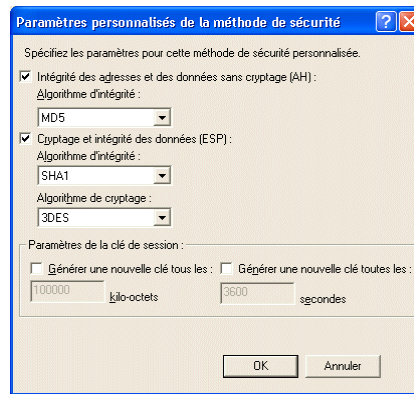 Paramètres personnalisés de la méthode de sécurité
Spécifiez les paramètres pour cette méthode de sécurité personnalisée.
Intégrité des adresses et des données sans cryptage (AH) :
Algorithme d'intégrité :
MD5
Cryptage et intégrité des données (ESP) :
Algorithme d'intégrité :
SHA1
Algorithme de cryptage :
3DES
Paramètres de la clé de session :
Générer une nouvelle clé tous les : Générer une nouvelle clé toutes les :
100000 kilo-octets 3600 secondes
OK Annuler